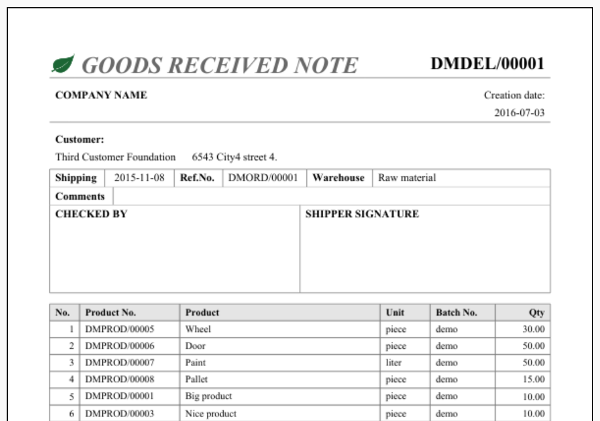 GOODS RECEIVED NOTE DMDEL/00001
COMPANY NAME Creation date:
2016-07-03
Customer:
Third Customer Foundation 6543 City4 street 4.
Shipping 2015-11-08 Ref.No. DMORD/00001 Warehouse Raw material
Comments
CHECKED BY SHIPPER SIGNATURE
No. Product No. Product Unit Batch No. Qty
1 DMPROD/00005 Wheel piece demo 30.00
2 DMPROD/00006 Door piece demo 50.00
3 DMPROD/00007 Paint liter demo 50.00
4 DMPROD/00008 Pallet piece demo 15.00
5 DMPROD/00001 Big product piece demo 10.00
6 DMPROD/00003 Nice product piece demo 10.00